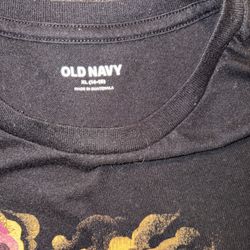 OLD NAVY
XL (14-16)
MADE IN GUATEMALA